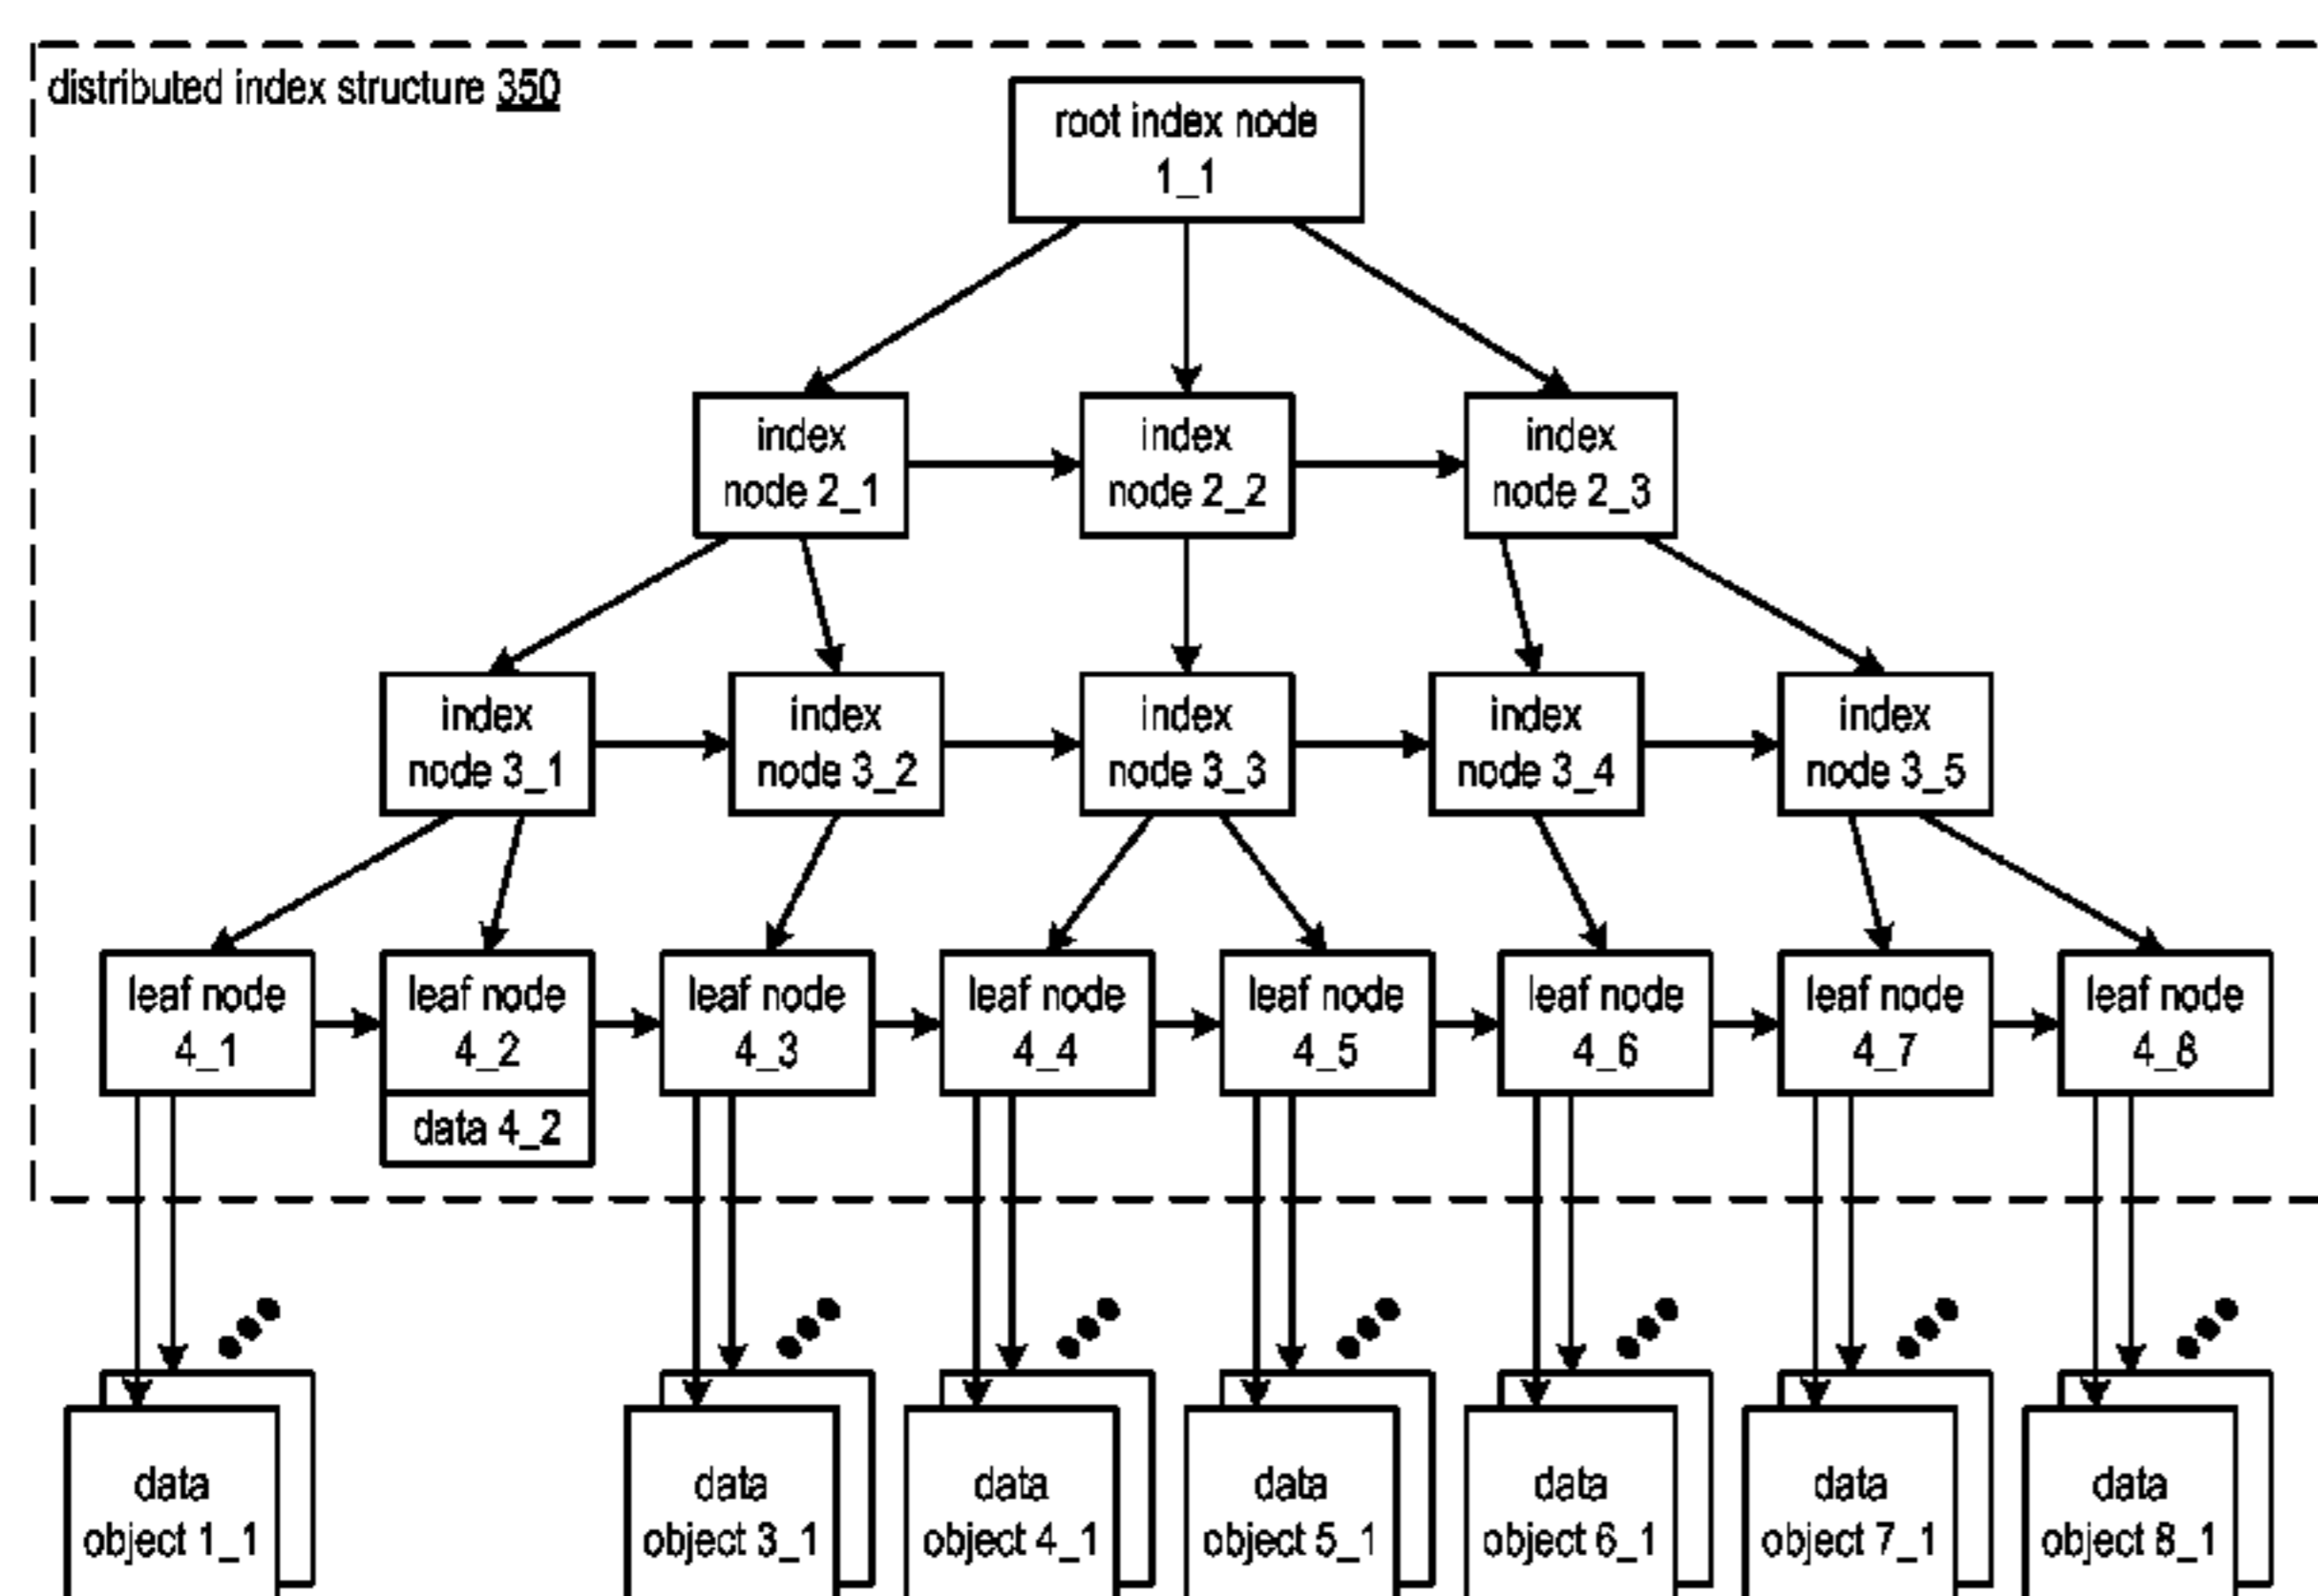 distributed index structure 350
root index node
1_1
index
node 2_1
index
node 2_2
index
node 2_3
index
node 3_1
index
node 3_2
index
node 3_3
index
node 3_4
index
node 3_5
leaf node
4_1
leaf node
4_2
data 4_2
leaf node
4_3
leaf node
4_4
leaf node
4_5
leaf node
4_6
leaf node
4_7
leaf node
4_8
data
object 1_1
data
object 3_1
data
object 4_1
data
object 5_1
data
object 6_1
data
object 7_1
data
object 8_1